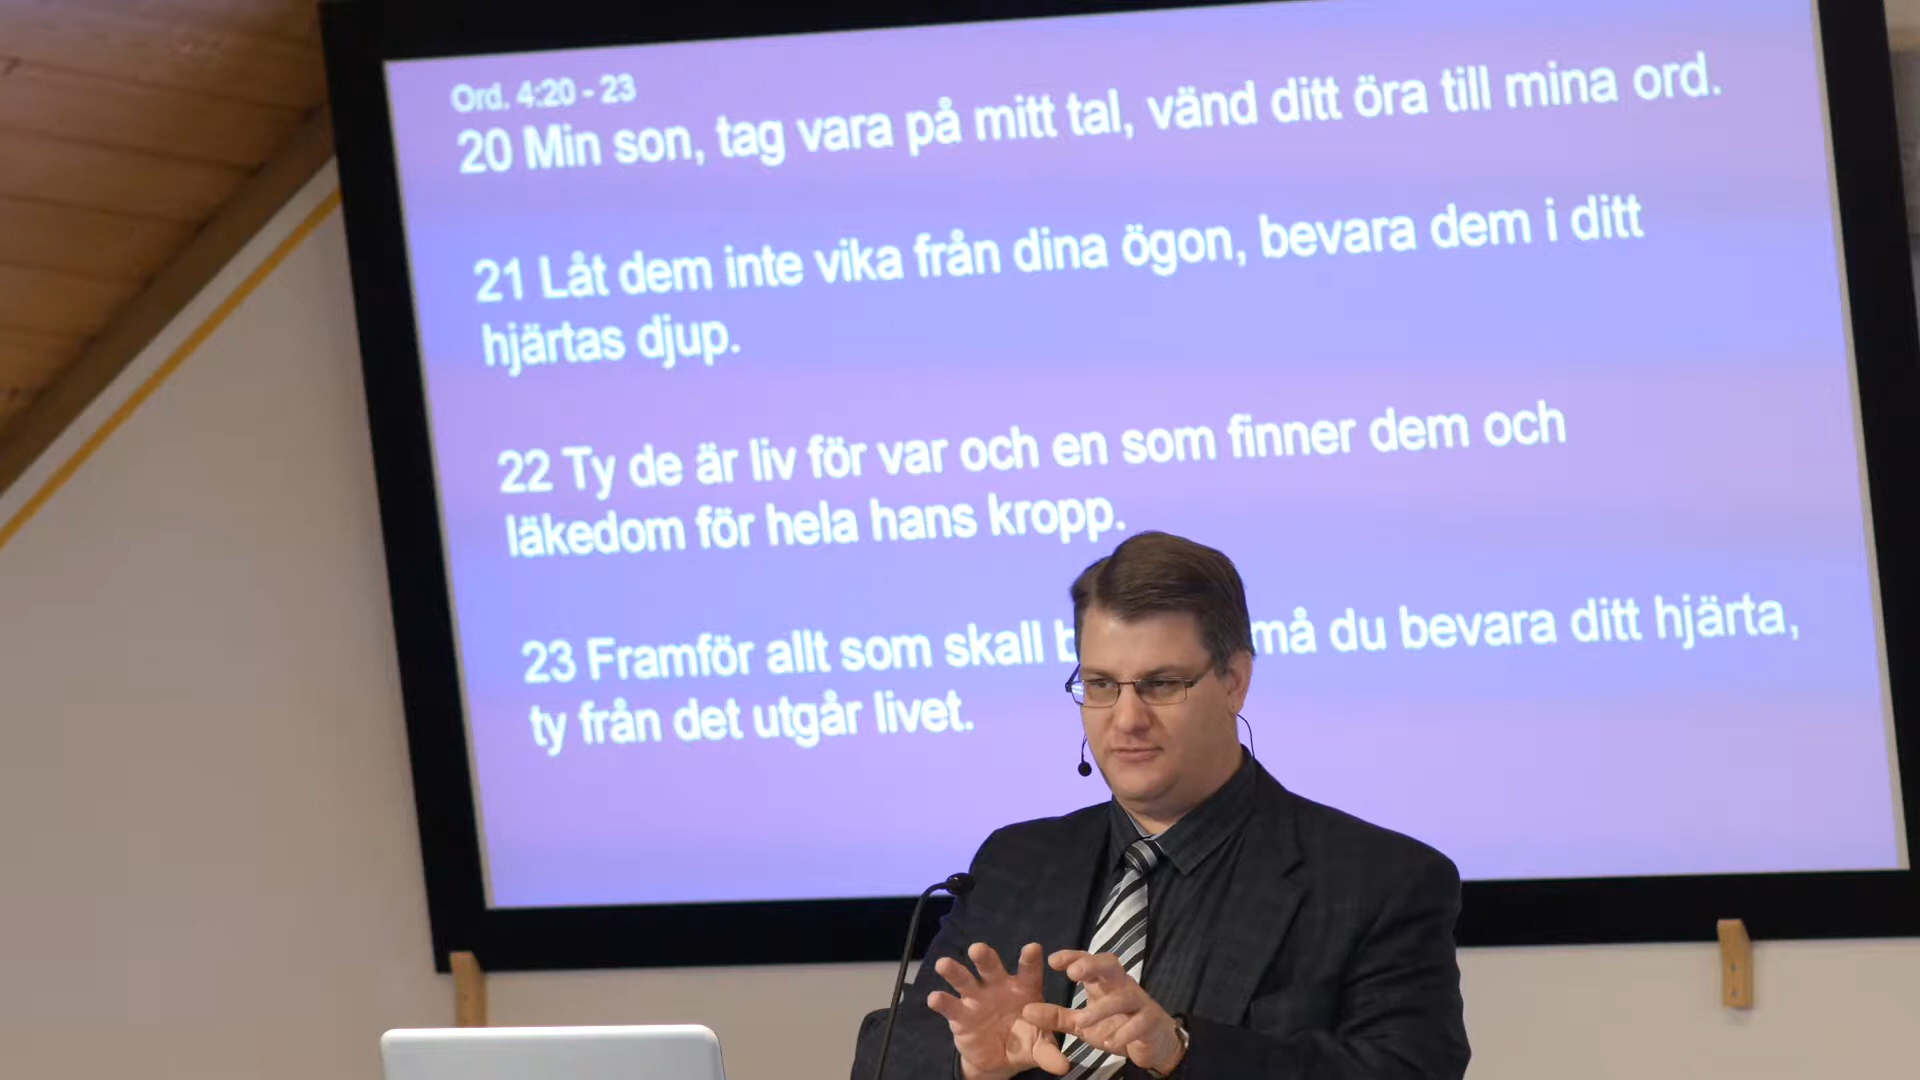 Ord. 4:20 - 23
20 Min son, tag vara på mitt tal, vänd ditt öra till mina ord.
21 Låt dem inte vika från dina ögon, bevara dem i ditt
hjärtas djup.
22 Ty de är liv för var och en som finner dem och
läkedom för hela hans kropp.
23 Framför allt som skall må du bevara ditt hjärta,
ty från det utgår livet.